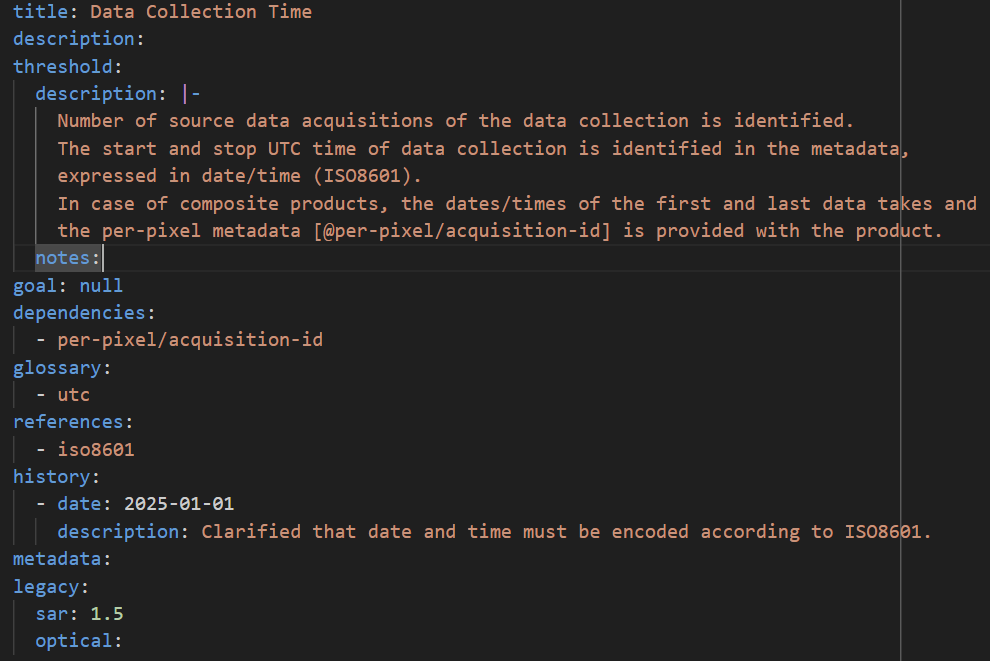 title: Data Collection Time
description:
threshold:
  description: |-
    Number of source data acquisitions of the data collection is identified.
    The start and stop UTC time of data collection is identified in the metadata,
    expressed in date/time (ISO8601).
    In case of composite products, the dates/times of the first and last data takes and
    the per-pixel metadata [@per-pixel/acquisition-id] is provided with the product.
  notes:
goal: null
dependencies:
  - per-pixel/acquisition-id
glossary:
  - utc
references:
  - iso8601
history:
  - date: 2025-01-01
    description: Clarified that date and time must be encoded according to ISO8601.
metadata:
legacy:
  sar: 1.5
  optical: